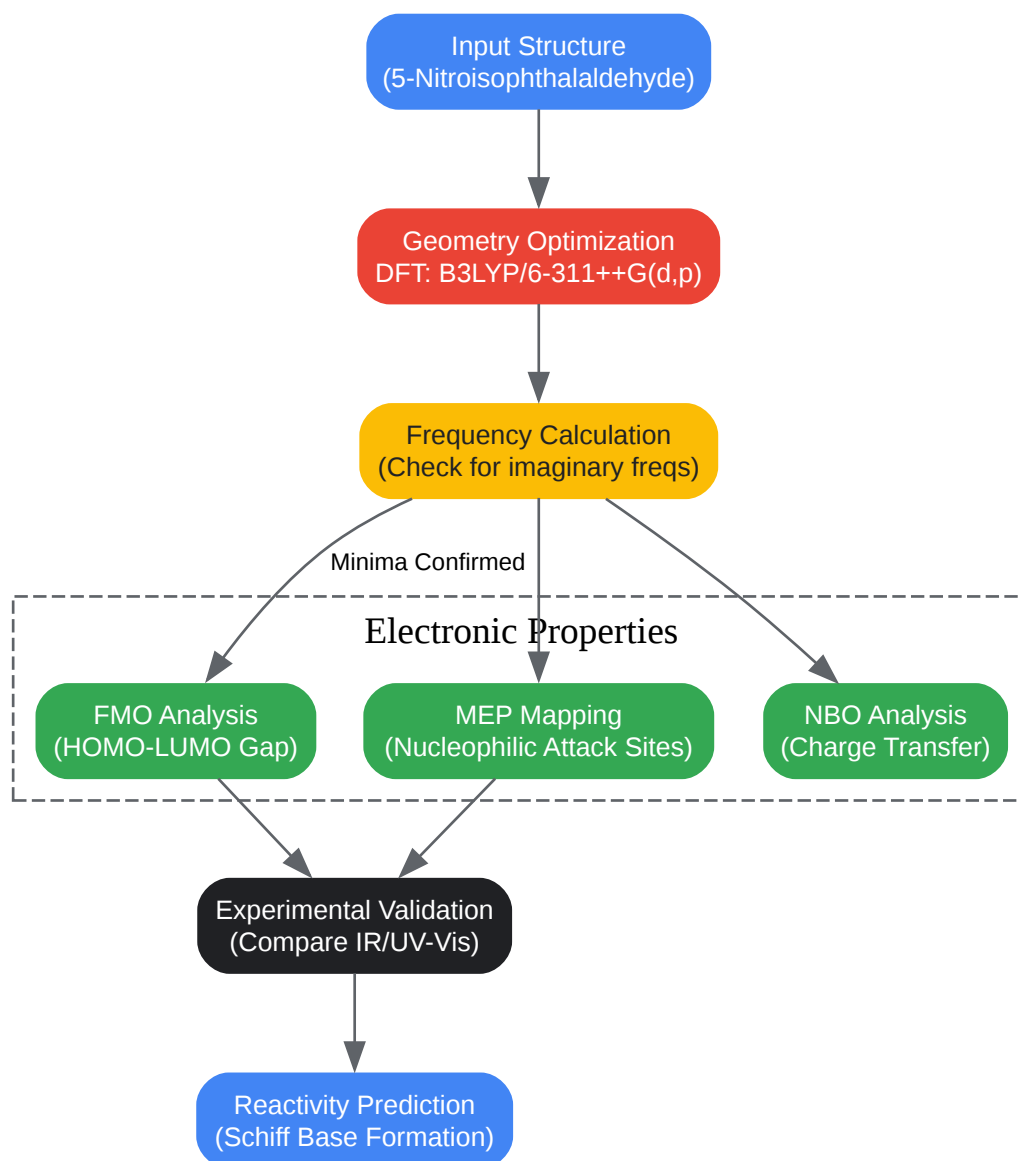 Input Structure
(5-Nitroisophthalaldehyde)
Geometry Optimization
DFT: B3LYP/6-311++G(d,p)
Frequency Calculation
(Check for imaginary freqs)
Minima Confirmed
Electronic Properties
FMO Analysis
(HOMO-LUMO Gap)
MEP Mapping
(Nucleophilic Attack Sites)
NBO Analysis
(Charge Transfer)
Experimental Validation
(Compare IR/UV-Vis)
Reactivity Prediction
(Schiff Base Formation)